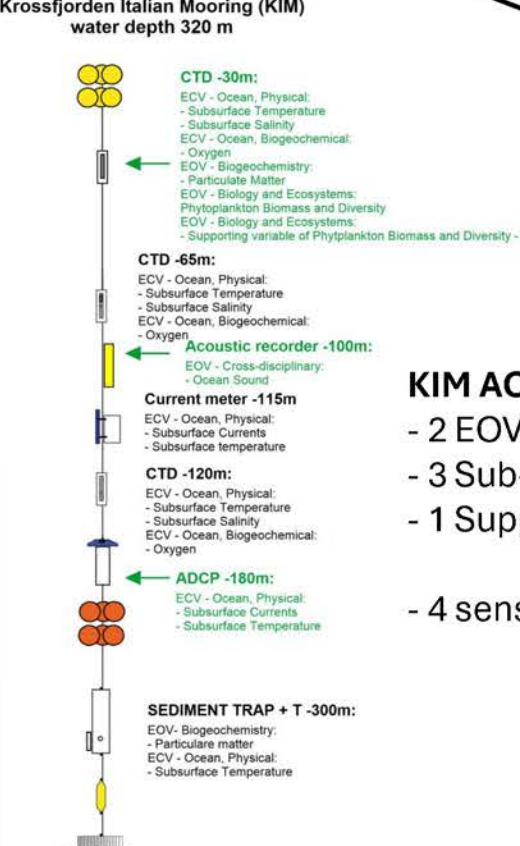 Krossfjorden Italian Mooring (KIM)
water depth 320 m
CTD -30m:
ECV - Ocean, Physical:
- Subsurface Temperature
- Subsurface Salinity
ECV - Ocean, Biogeochemical:
- Oxygen
EOV - Biogeochemistry:
- Particulate Matter
EOV - Biology and Ecosystems:
Phytoplankton Biomass and Diversity
EOV - Biology and Ecosystems:
- Supporting variable of Phytplankton Biomass and Diversity -
CTD -65m:
ECV - Ocean, Physical:
- Subsurface Temperature
- Subsurface Salinity
ECV - Ocean, Biogeochemical:
- Oxygen
Acoustic recorder -100m:
EOV - Cross-disciplinary:
- Ocean Sound
Current meter -115m
ECV - Ocean, Physical:
- Subsurface Currents
- Subsurface temperature
CTD -120m:
ECV - Ocean, Physical:
- Subsurface Temperature
- Subsurface Salinity
ECV - Ocean, Biogeochemical:
- Oxygen
ADCP -180m:
ECV - Ocean, Physical:
- Subsurface Currents
- Subsurface Temperature
SEDIMENT TRAP + T -300m:
EOV- Biogeochemistry:
- Particulare matter
ECV - Ocean, Physical:
- Subsurface Temperature
KIM AC
- 2 EOV
- 3 Sub-
- 1 Sup
- 4 sens